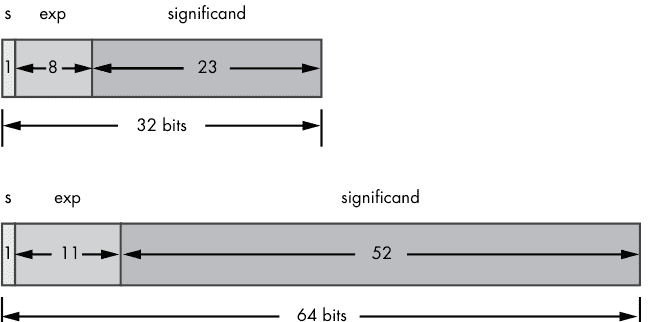 s exp significand
1 8 23
32 bits
s exp significand
1 11 52
64 bits